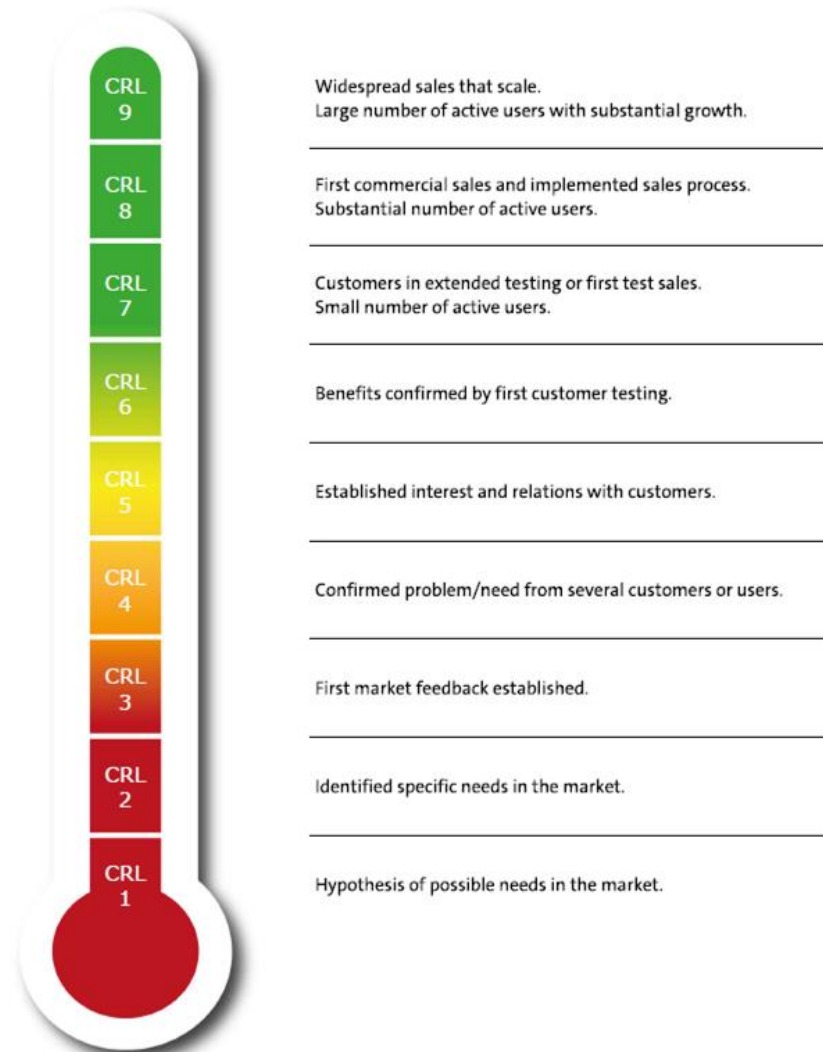 CRL
9
Widespread sales that scale.
Large number of active users with substantial growth.
CRL
8
First commercial sales and implemented sales process.
Substantial number of active users.
CRL
7
Customers in extended testing or first test sales.
Small number of active users.
CRL
6
Benefits confirmed by first customer testing.
CRL
5
Established interest and relations with customers.
CRL
4
Confirmed problem/need from several customers or users.
CRL
3
First market feedback established.
CRL
2
Identified specific needs in the market.
CRL
1
Hypothesis of possible needs in the market.